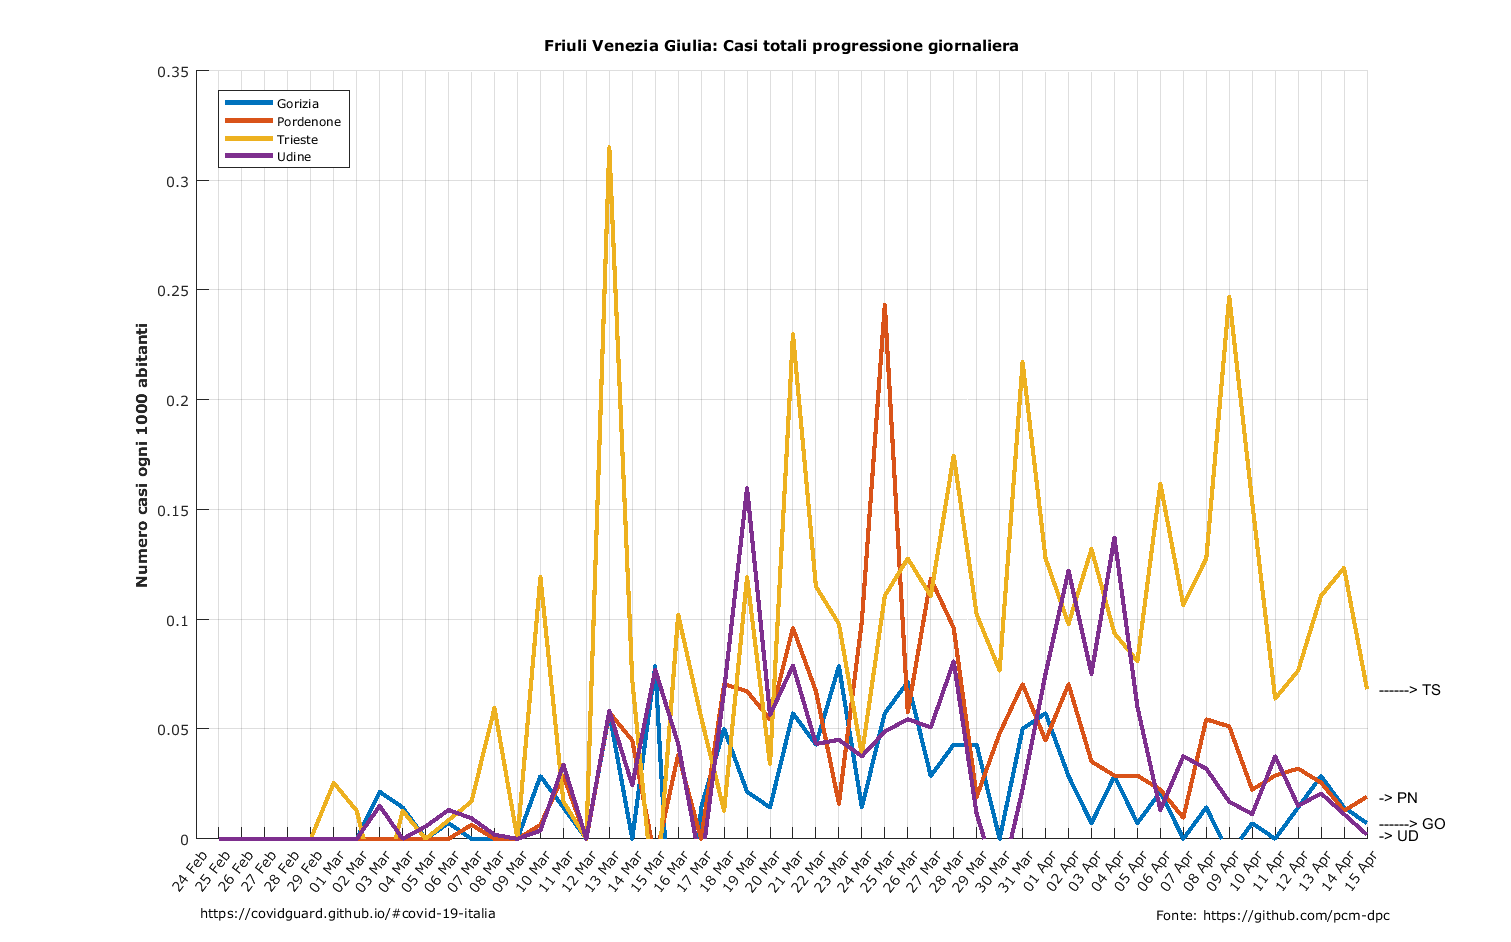 Friuli Venezia Giulia: Casi totali progressione giornaliera
Numero casi ogni 1000 abitanti
0.35
0.3
0.25
0.2
0.15
0.1
0.05
0
Gorizia
Pordenone
Trieste
Udine
------> TS
-> PN
------> GO
-> UD
24 Feb
25 Feb
26 Feb
27 Feb
28 Feb
29 Feb
01 Mar
02 Mar
03 Mar
04 Mar
05 Mar
06 Mar
07 Mar
08 Mar
09 Mar
10 Mar
11 Mar
12 Mar
13 Mar
14 Mar
15 Mar
16 Mar
17 Mar
18 Mar
19 Mar
20 Mar
21 Mar
22 Mar
23 Mar
24 Mar
25 Mar
26 Mar
27 Mar
28 Mar
29 Mar
30 Mar
31 Mar
01 Apr
02 Apr
03 Apr
04 Apr
05 Apr
06 Apr
07 Apr
08 Apr
09 Apr
10 Apr
11 Apr
12 Apr
13 Apr
14 Apr
15 Apr
https://covidguard.github.io/#covid-19-italia
Fonte: https://github.com/pcm-dpc